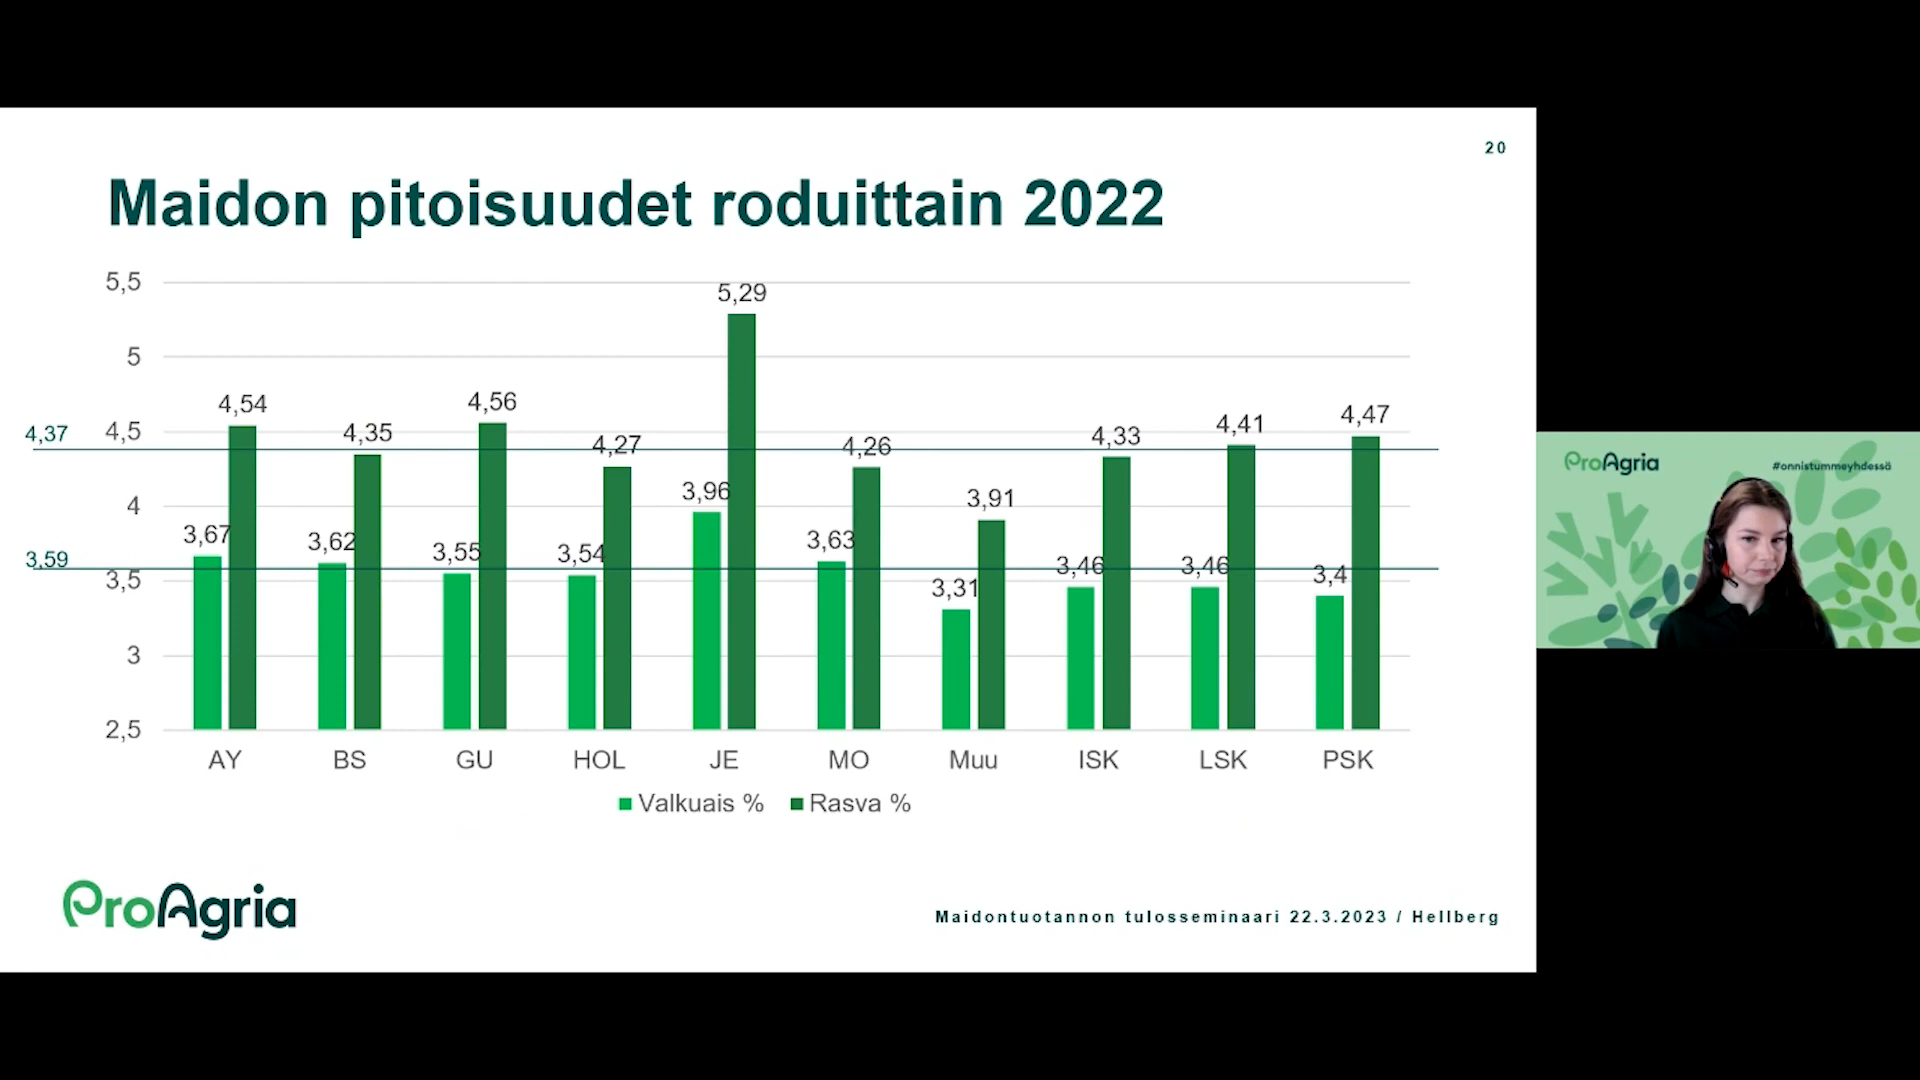 20
Maidon pitoisuudet roduittain 2022
5,5
5
4,5
4
3,5
3
2,5
4,37
3,59
3,67 4,54
3,62 4,35
3,55 4,56
3,54 4,27
3,96 5,29
3,63 4,26
3,31 3,91
3,46 4,33
3,46 4,41
3,4 4,47
AY BS GU HOL JE MO Muu ISK LSK PSK
Valkuais % Rasva %
ProAgria
Maidontuotannon tulosseminaari 22.3.2023 / Hellberg
ProAgria
#onnistummeyhdessä